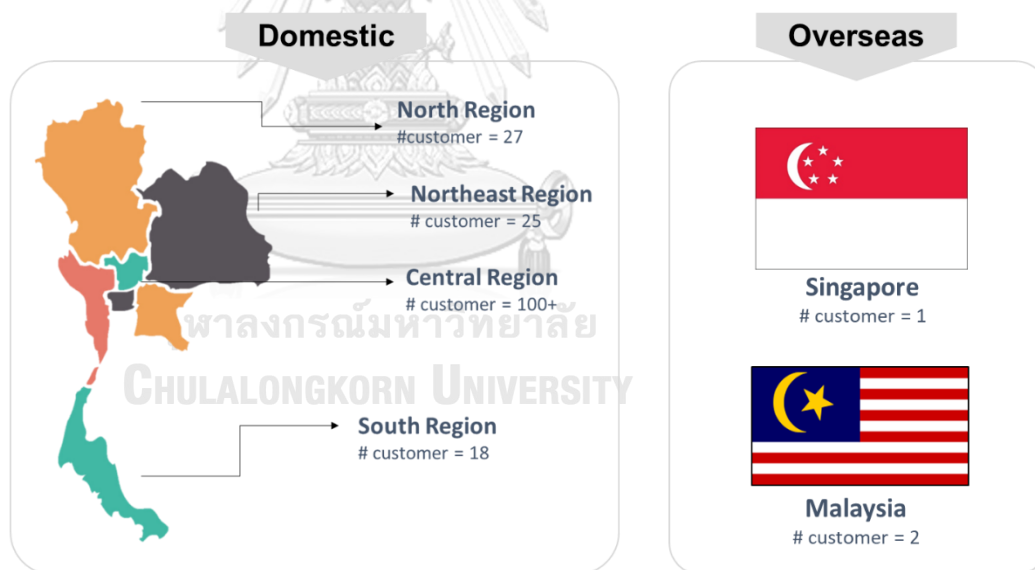 Domestic
North Region
#customer = 27
Northeast Region
# customer = 25
Central Region
# customer = 100+
จุฬาลงกรณ์มหาวิทยาลัย
CHULALONGKORN UNIVERSITY
South Region
# customer = 18
Overseas
Singapore
# customer = 1
Malaysia
# customer = 2